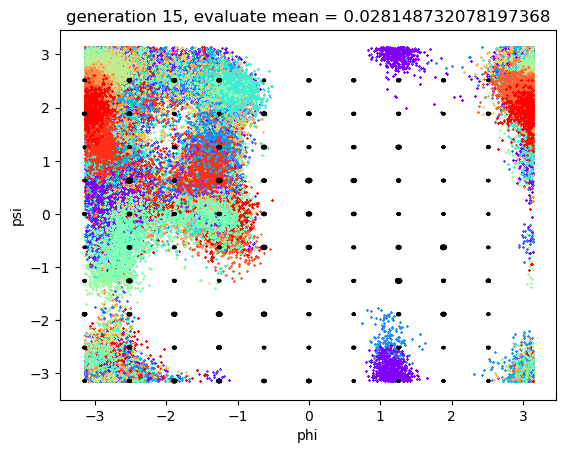 generation 15, evaluate mean = 0.028148732078197368
3
2
1
0
−1
−2
−3
psi
−3 −2 −1 0 1 2 3
phi